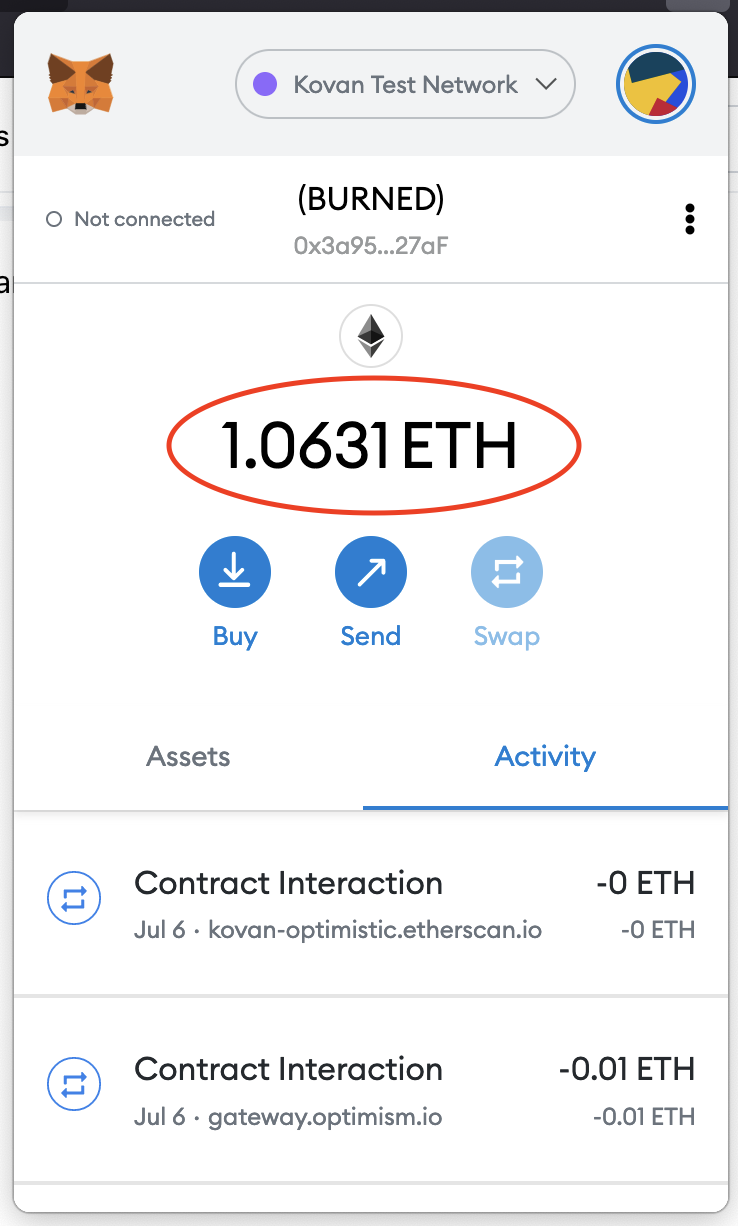 Kovan Test Network
s
Not connected
(BURNED)
0x3a95...27aF
a
1.0631 ETH
Buy
Send
Swap
Assets
Activity
Contract Interaction
-0 ETH
Jul 6 · kovan-optimistic.etherscan.io
-0 ETH
Contract Interaction
-0.01 ETH
Jul 6 · gateway.optimism.io
-0.01 ETH